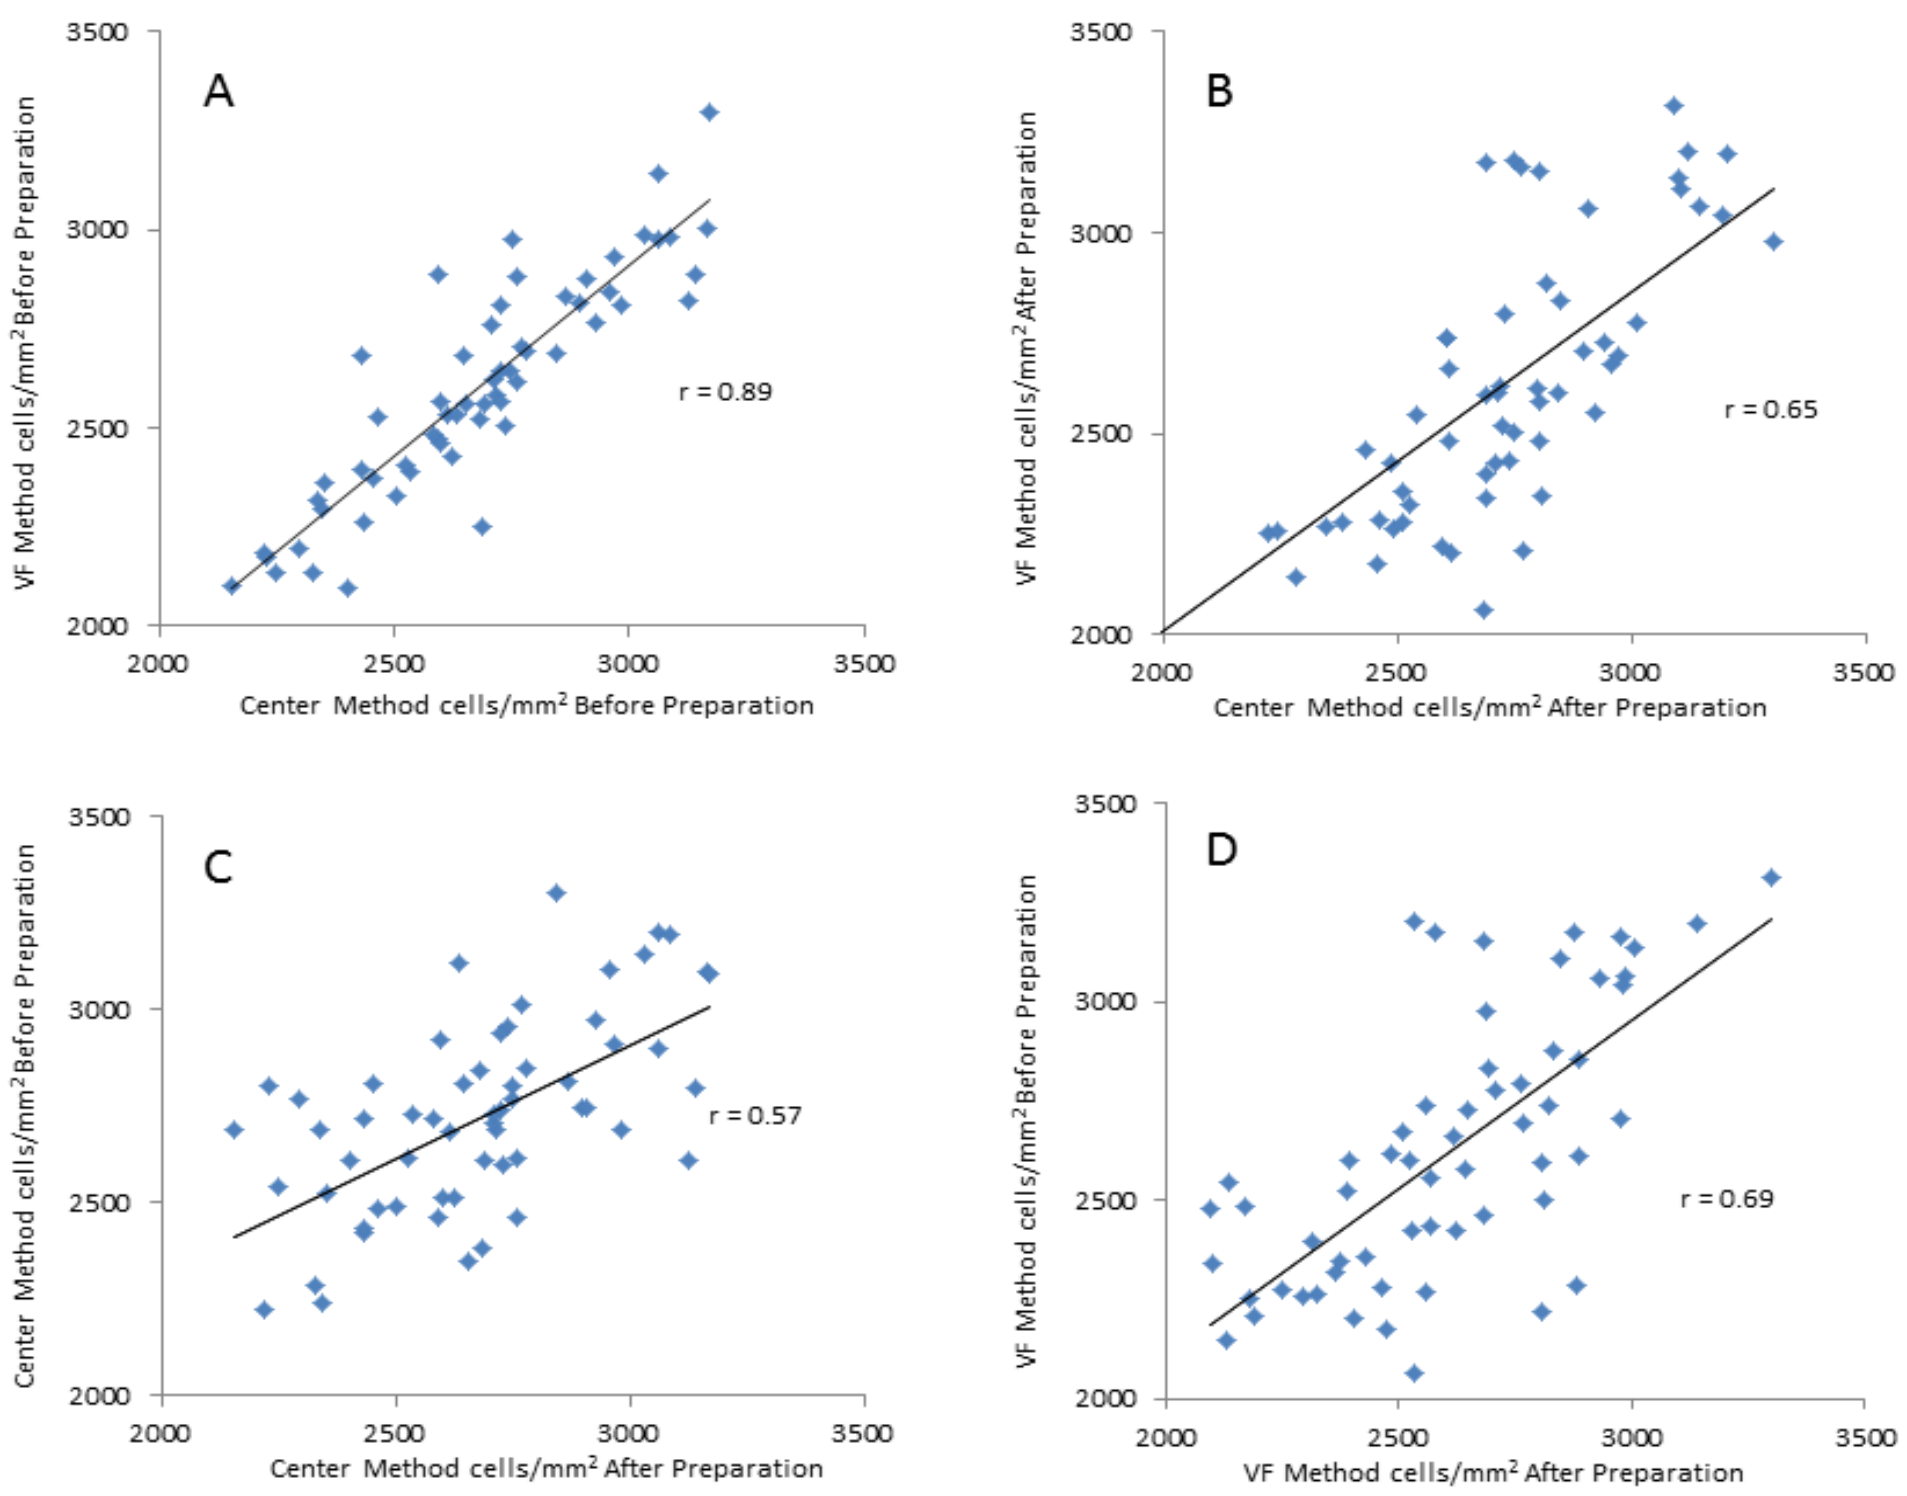 A
VF Method cells/mm² Before Preparation
3500
3000
2500
2000
r = 0.89
2000 2500 3000 3500
Center Method cells/mm² Before Preparation
B
VF Method cells/mm² After Preparation
3500
3000
2500
2000
r = 0.65
2000 2500 3000 3500
Center Method cells/mm² After Preparation
C
Center Method cells/mm² Before Preparation
3500
3000
2500
2000
r = 0.57
2000 2500 3000 3500
Center Method cells/mm² After Preparation
D
VF Method cells/mm² Before Preparation
3500
3000
2500
2000
r = 0.69
2000 2500 3000 3500
VF Method cells/mm² After Preparation